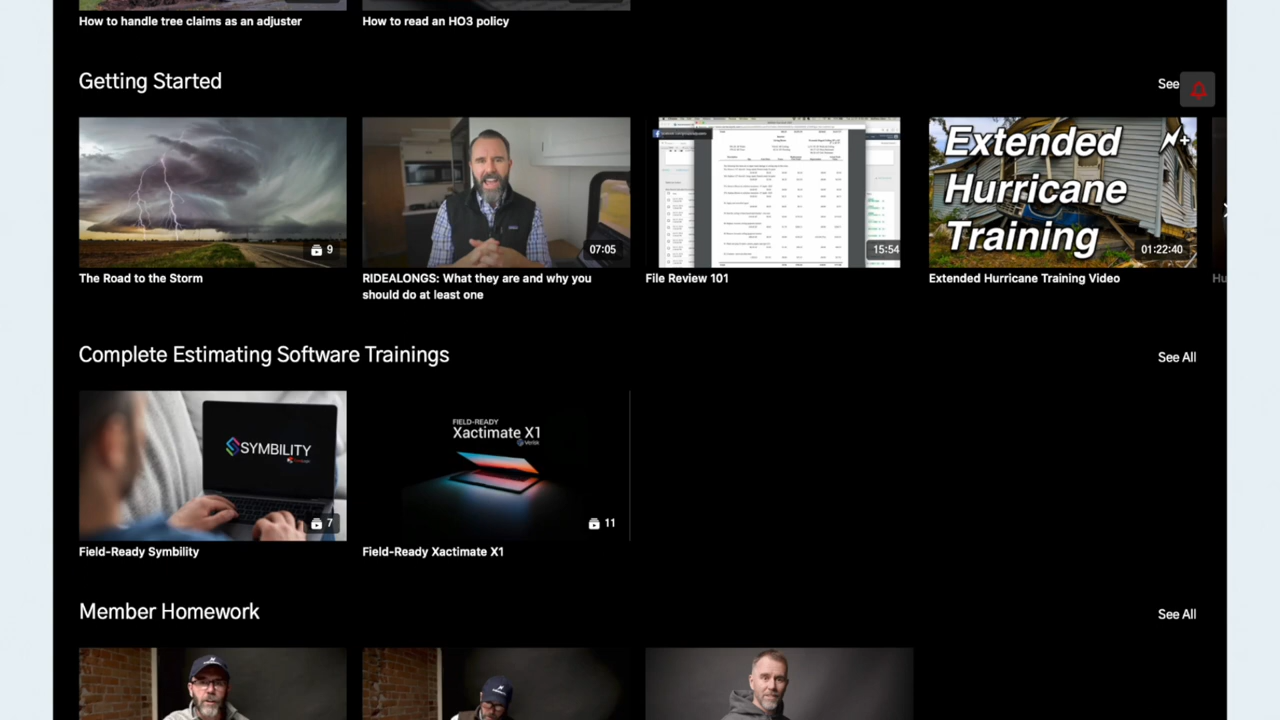 How to handle tree claims as an adjuster
How to read an HO3 policy
Getting Started
See
9
07:05
15:54
Extended
Hurricane
Training
01:22:40
The Road to the Storm
RIDEALONGS: What they are and why you
should do at least one
File Review 101
Extended Hurricane Training Video
Hu
Complete Estimating Software Trainings
See All
SYMBILITY
7
FIELD-READY
Xactimate X1
Verisk
11
Field-Ready Symbility
Field-Ready Xactimate X1
Member Homework
See All